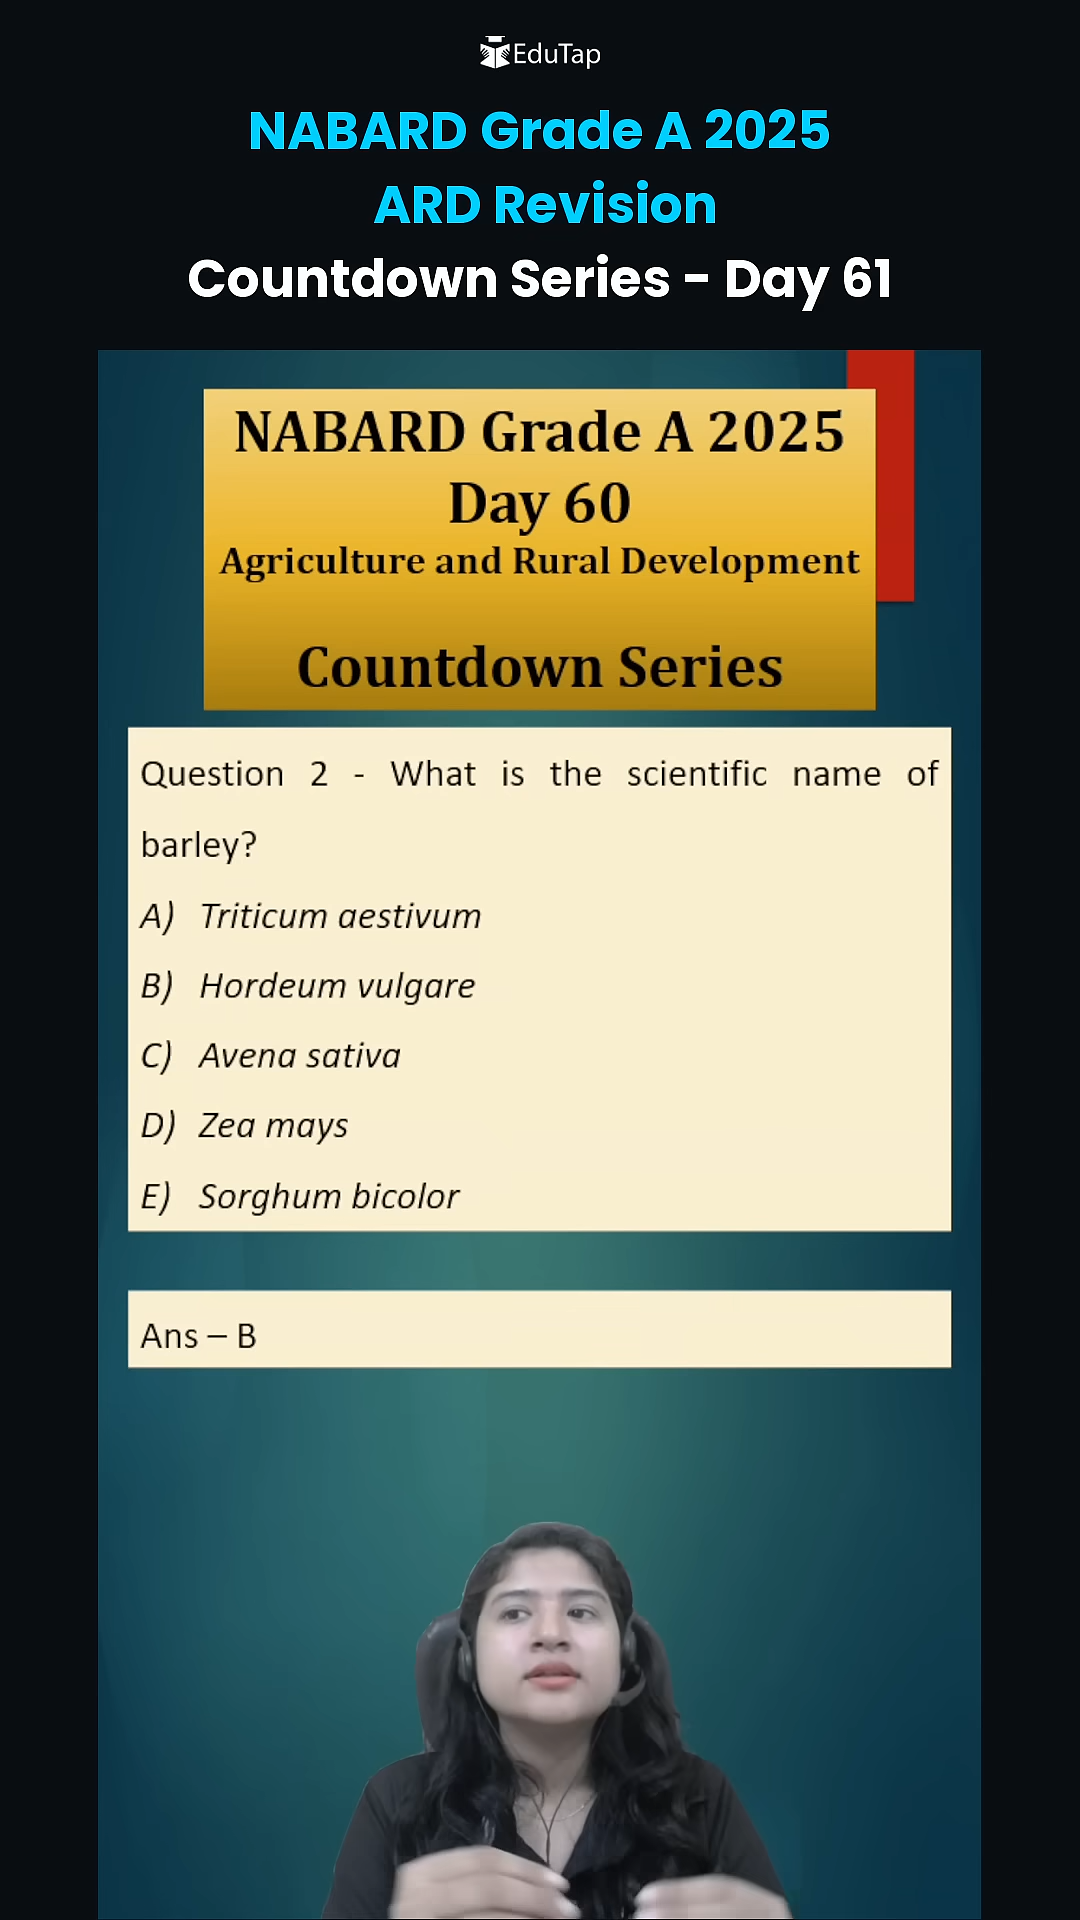 EduTap
NABARD Grade A 2025
ARD Revision
Countdown Series - Day 61
NABARD Grade A 2025
Day 60
Agriculture and Rural Development
Countdown Series
Question 2 - What is the scientific name of
barley?
A) Triticum aestivum
B) Hordeum vulgare
C) Avena sativa
D) Zea mays
E) Sorghum bicolor
Ans – B